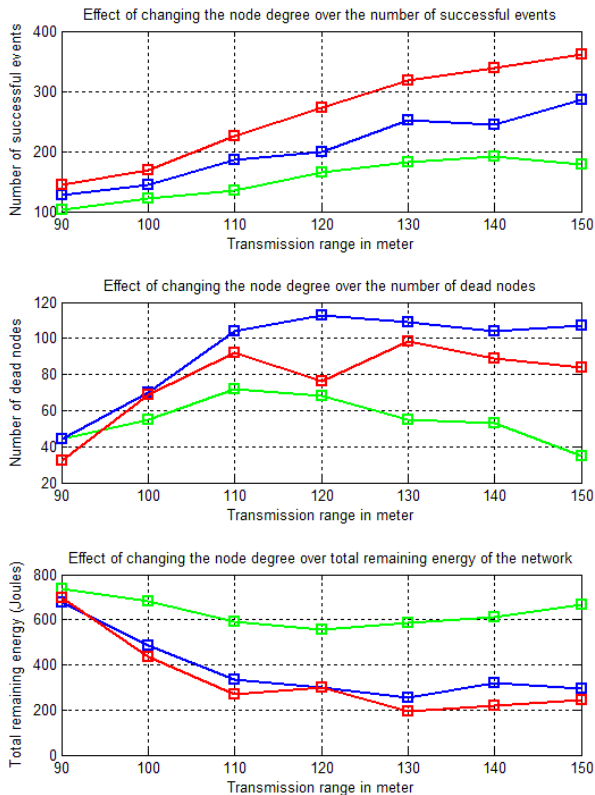 Effect of changing the node degree over the number of successful events
400
300
200
100
Number of successful events
90 100 110 120 130 140 150
Transmission range in meter
Effect of changing the node degree over the number of dead nodes
120
100
80
60
40
20
Number of dead nodes
90 100 110 120 130 140 150
Transmission range in meter
Effect of changing the node degree over total remaining energy of the network
800
600
400
200
0
Total remaining energy (Joules)
90 100 110 120 130 140 150
Transmission range in meter